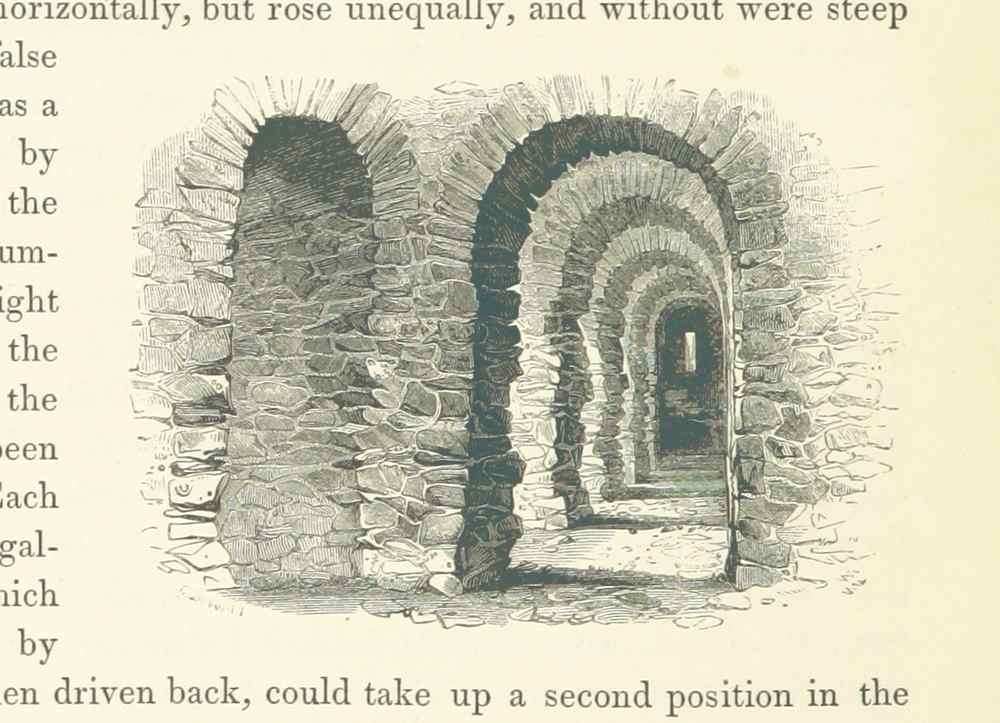 horizontally, but rose unequally, and without were steep
false
as a
by
the
um-
ight
the
the
been
Each
gal-
hich
by
en driven back, could take up a second position in the